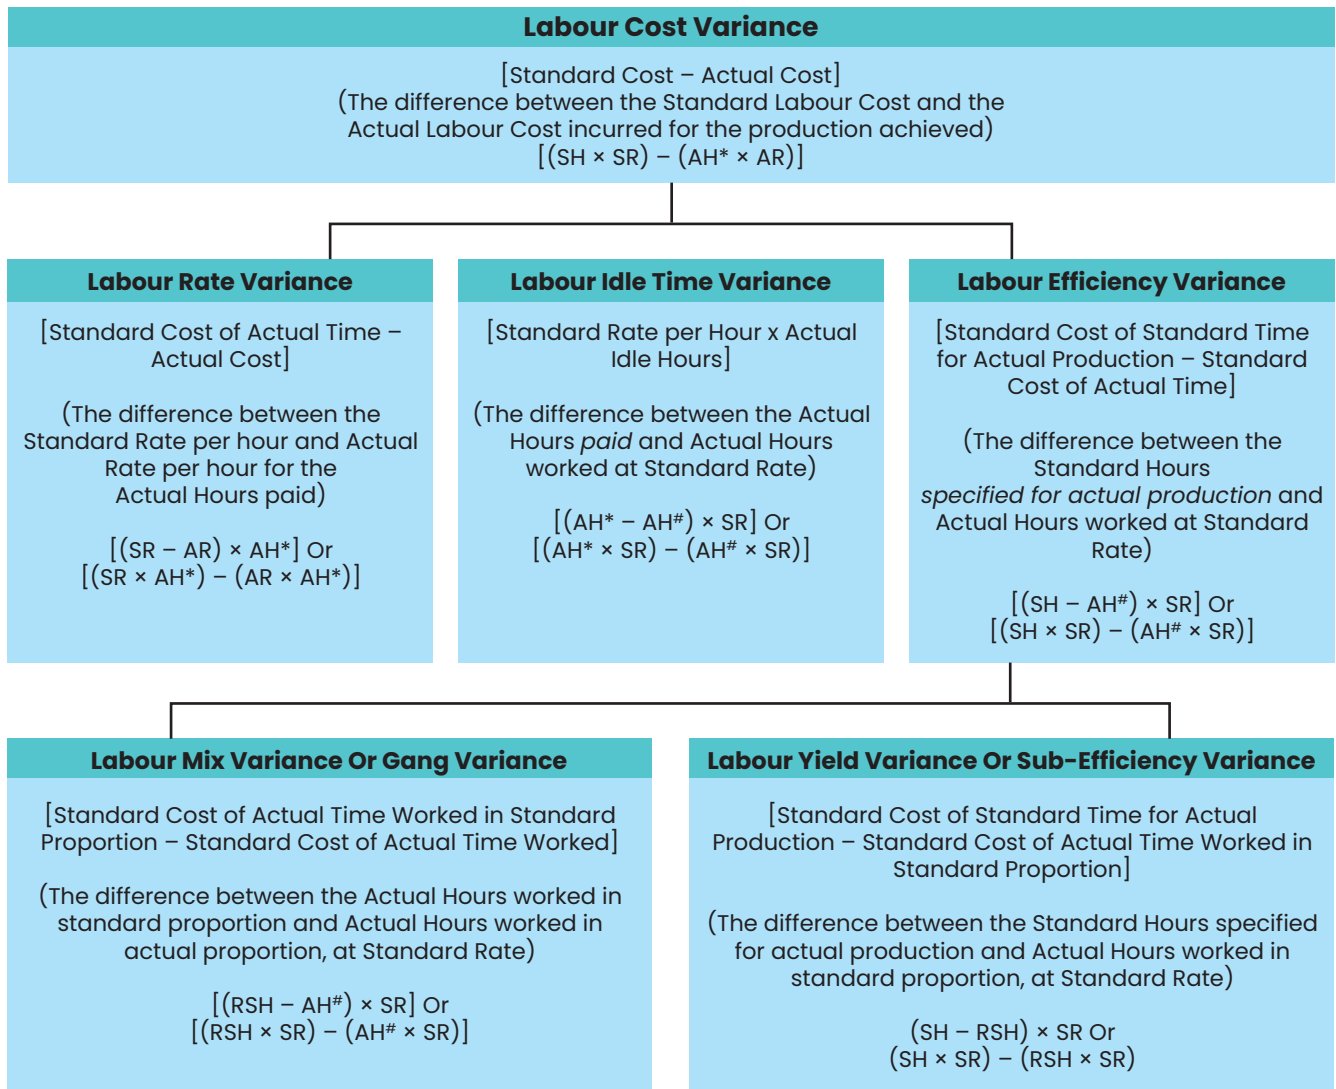 Labour Cost Variance
[Standard Cost – Actual Cost]
(The difference between the Standard Labour Cost and the
Actual Labour Cost incurred for the production achieved)
[(SH × SR) – (AH* × AR)]
Labour Rate Variance
[Standard Cost of Actual Time –
Actual Cost]
(The difference between the
Standard Rate per hour and Actual
Rate per hour for the
Actual Hours paid)
[(SR – AR) × AH*] Or
[(SR × AH*) – (AR × AH*)]
Labour Idle Time Variance
[Standard Rate per Hour x Actual
Idle Hours]
(The difference between the Actual
Hours paid and Actual Hours
worked at Standard Rate)
[(AH* – AH#) × SR] Or
[(AH* × SR) – (AH# × SR)]
Labour Efficiency Variance
[Standard Cost of Standard Time
for Actual Production – Standard
Cost of Actual Time]
(The difference between the
Standard Hours
specified for actual production and
Actual Hours worked at Standard
Rate)
[(SH – AH#) × SR] Or
[(SH × SR) – (AH# × SR)]
Labour Mix Variance Or Gang Variance
[Standard Cost of Actual Time Worked in Standard
Proportion – Standard Cost of Actual Time Worked]
(The difference between the Actual Hours worked in
standard proportion and Actual Hours worked in
actual proportion, at Standard Rate)
[(RSH – AH#) × SR] Or
[(RSH × SR) – (AH# × SR)]
Labour Yield Variance Or Sub-Efficiency Variance
[Standard Cost of Standard Time for Actual
Production – Standard Cost of Actual Time Worked in
Standard Proportion]
(The difference between the Standard Hours specified
for actual production and Actual Hours worked in
standard proportion, at Standard Rate)
(SH – RSH) × SR Or
(SH × SR) – (RSH × SR)